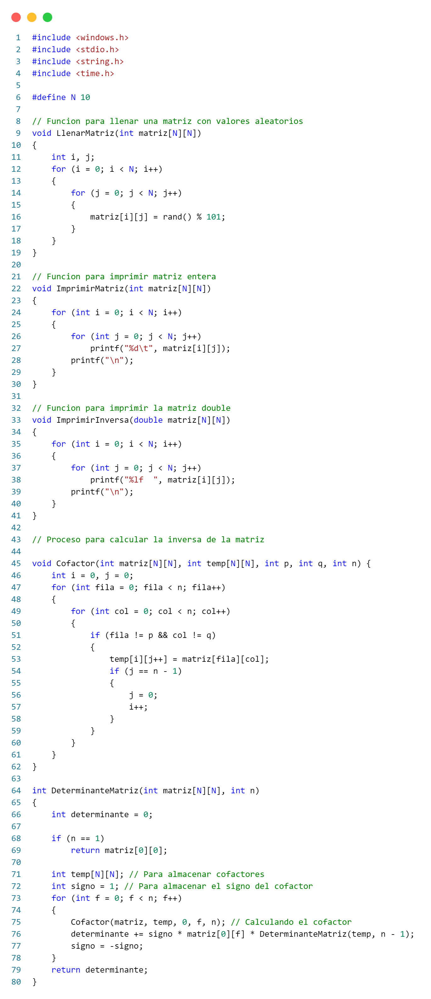 1 #include <windows.h>
2 #include <stdio.h>
3 #include <string.h>
4 #include <time.h>
5
6 #define N 10
7
8 // Funcion para llenar una matriz con valores aleatorios
9 void LlenarMatriz(int matriz[N][N])
10 {
11     int i, j;
12     for (i = 0; i < N; i++)
13     {
14         for (j = 0; j < N; j++)
15         {
16             matriz[i][j] = rand() % 101;
17         }
18     }
19 }
20
21 // Funcion para imprimir matriz entera
22 void ImprimirMatriz(int matriz[N][N])
23 {
24     for (int i = 0; i < N; i++)
25     {
26         for (int j = 0; j < N; j++)
27             printf("%d\t", matriz[i][j]);
28         printf("\n");
29     }
30 }
31
32 // Funcion para imprimir la matriz double
33 void ImprimirInversa(double matriz[N][N])
34 {
35     for (int i = 0; i < N; i++)
36     {
37         for (int j = 0; j < N; j++)
38             printf("%lf  ", matriz[i][j]);
39         printf("\n");
40     }
41 }
42
43 // Proceso para calcular la inversa de la matriz
44
45 void Cofactor(int matriz[N][N], int temp[N][N], int p, int q, int n) {
46     int i = 0, j = 0;
47     for (int fila = 0; fila < n; fila++)
48     {
49         for (int col = 0; col < n; col++)
50         {
51             if (fila != p && col != q)
52             {
53                 temp[i][j++] = matriz[fila][col];
54                 if (j == n - 1)
55                 {
56                     j = 0;
57                     i++;
58                 }
59             }
60         }
61     }
62 }
63
64 int DeterminanteMatriz(int matriz[N][N], int n)
65 {
66     int determinante = 0;
67
68     if (n == 1)
69         return matriz[0][0];
70
71     int temp[N][N]; // Para almacenar cofactores
72     int signo = 1; // Para almacenar el signo del cofactor
73     for (int f = 0; f < n; f++)
74     {
75         Cofactor(matriz, temp, 0, f, n); // Calculando el cofactor
76         determinante += signo * matriz[0][f] * DeterminanteMatriz(temp, n - 1);
77         signo = -signo;
78     }
79     return determinante;
80 }